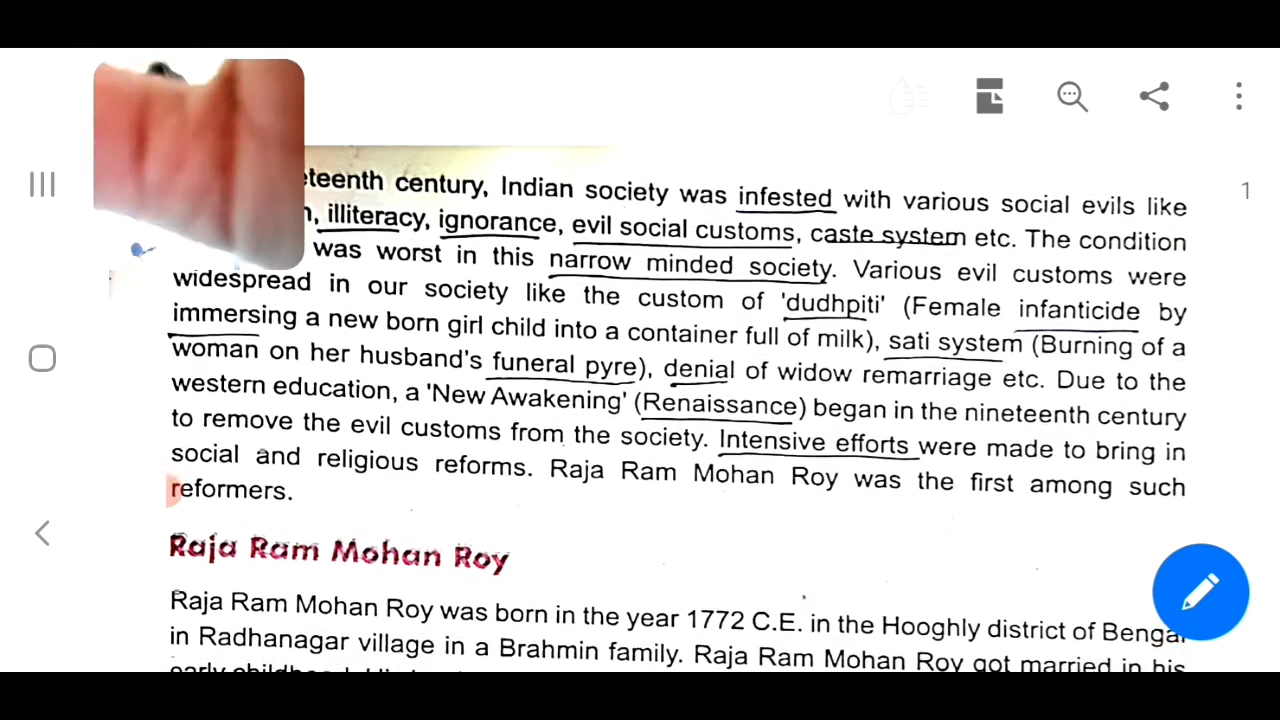 eteenth century, Indian society was infested with various social evils like
n, illiteracy, ignorance, evil social customs, caste system etc. The condition
was worst in this narrow minded society. Various evil customs were
widespread in our society like the custom of 'dudhpiti' (Female infanticide by
immersing a new born girl child into a container full of milk), sati system (Burning of a
woman on her husband's funeral pyre), denial of widow remarriage etc. Due to the
western education, a 'New Awakening' (Renaissance) began in the nineteenth century
to remove the evil customs from the society. Intensive efforts were made to bring in
social and religious reforms. Raja Ram Mohan Roy was the first among such
reformers.
1
Raja Ram Mohan Roy
Raja Ram Mohan Roy was born in the year 1772 C.E. in the Hooghly district of Bengal
in Radhanagar village in a Brahmin family. Raja Ram Mohan Roy got married in his
early childhood.